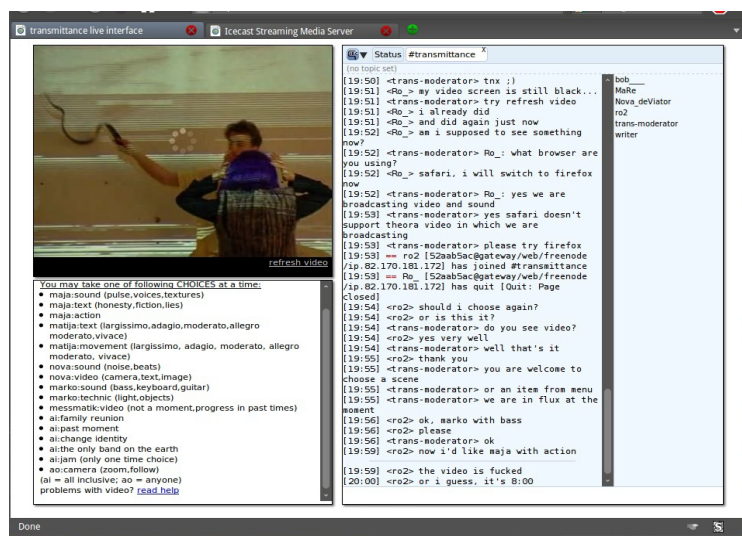 transmittance live interface
Icecast Streaming Media Server
refresh video
You may take one of following CHOICES at a time:
maja:sound (pulse,voices,textures)
maja:text (honesty,fiction,lies)
maja:action
matija:text (largissimo,adagio,moderato,allegro
moderato,vivace)
matija:movement (largissimo, adagio, moderato, allegro
moderato, vivace)
nova:sound (noise,beats)
nova:video (camera,text,image)
marko:sound (bass,keyboard,guitar)
marko:technic (light,objects)
messmatik:video (not a moment,progress in past times)
ai:family reunion
ai:past moment
ai:change identity
ai:the only band on the earth
ai:jam (only one time choice)
ao:camera (zoom,follow)
(ai = all inclusive; ao = anyone)
problems with video? read help
Status #transmittance x
(no topic set)
[19:50] <trans-moderator> tnx ;)
[19:51] <Ro_> my video screen is still black...
[19:51] <trans-moderator> try refresh video
[19:51] <Ro_> i already did
[19:51] <Ro_> and did again just now
[19:52] <Ro_> am i supposed to see something
now?
[19:52] <trans-moderator> Ro_: what browser are
you using?
[19:52] <Ro_> safari, i will switch to firefox
now
[19:52] <trans-moderator> Ro_: yes we are
broadcasting video and sound
[19:53] <trans-moderator> yes safari doesn't
support theora video in which we are
broadcasting
[19:53] <trans-moderator> please try firefox
[19:53] == ro2 [52aab5ac@gateway/web/freenode
/ip.82.170.181.172] has joined #transmittance
[19:53] == Ro_ [52aab5ac@gateway/web/freenode
/ip.82.170.181.172] has quit [Quit: Page
closed]
[19:54] <ro2> should i choose again?
[19:54] <ro2> or is this it?
[19:54] <trans-moderator> do you see video?
[19:54] <ro2> yes very well
[19:54] <trans-moderator> well that's it
[19:55] <ro2> thank you
[19:55] <trans-moderator> you are welcome to
choose a scene
[19:55] <trans-moderator> or an item from menu
[19:55] <trans-moderator> we are in flux at the
moment
[19:56] <ro2> ok, marko with bass
[19:56] <ro2> please
[19:56] <trans-moderator> ok
[19:59] <ro2> now i'd like maja with action
[19:59] <ro2> the video is fucked
[20:00] <ro2> or i guess, it's 8:00
bob____
MaRe
Nova_deViator
ro2
trans-moderator
writer
Done